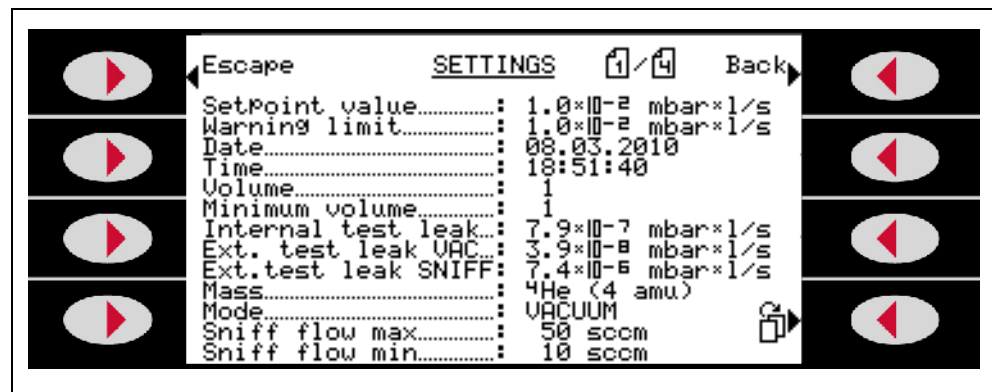 Escape SETTINGS 1/4 Back
Setpoint value..............: 1.0×10-2 mbar×l/s
Warning limit...............: 1.0×10-2 mbar×l/s
Date........................: 08.03.2010
Time........................: 18:51:40
Volume......................: 1
Minimum volume..............: 1
Internal test leak..: 7.9×10-7 mbar×l/s
Ext. test leak VAC..: 3.9×10-8 mbar×l/s
Ext.test leak SNIFF: 7.4×10-6 mbar×l/s
Mass........................: 4He (4 amu)
Mode........................: VACUUM
Sniff flow max..............: 50 sccm
Sniff flow min..............: 10 sccm